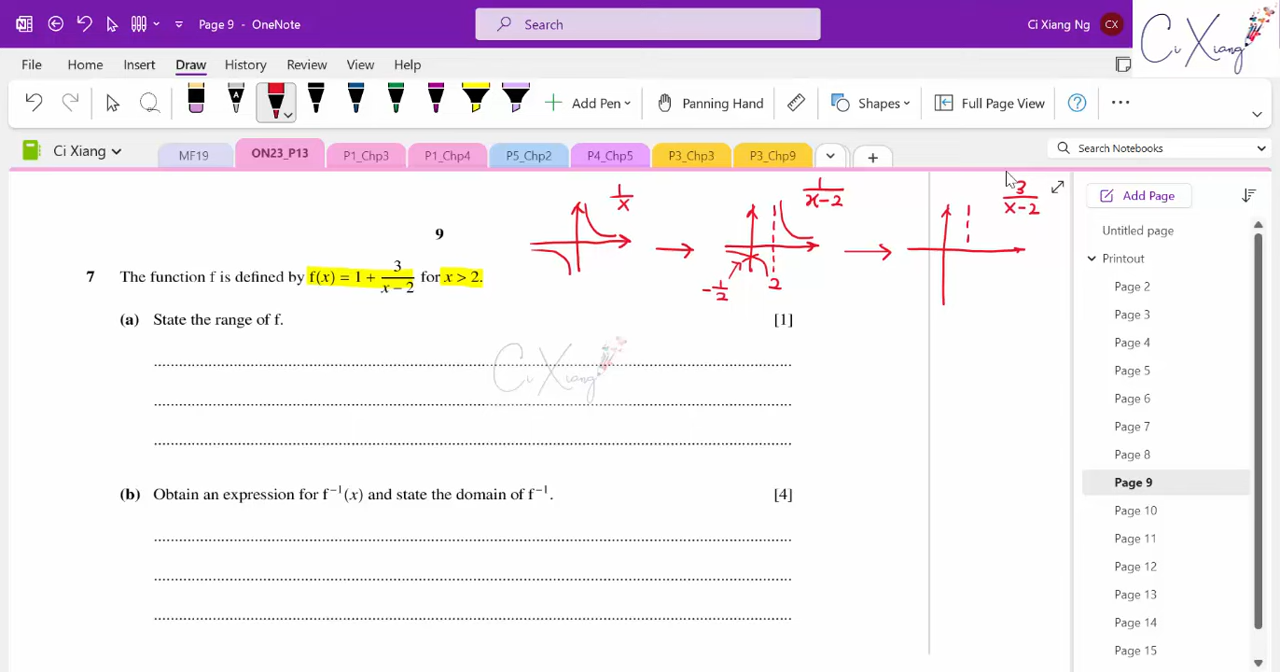 Page 9 - OneNote
Search
Ci Xiang Ng
CX
Ci Xiang
File Home Insert Draw History Review View Help
A
Add Pen
Panning Hand
Shapes
Full Page View
?
Ci Xiang
MF19
ON23_P13
P1_Chp3
P1_Chp4
P5_Chp2
P4_Chp5
P3_Chp3
P3_Chp9
+
Search Notebooks
Add Page
Untitled page
Printout
Page 2
Page 3
Page 4
Page 5
Page 6
Page 7
Page 8
Page 9
Page 10
Page 11
Page 12
Page 13
Page 14
Page 15
1/x
1/(x-2)
3/(x-2)
-1/2
2
9
7 The function f is defined by f(x) = 1 + 3/(x − 2) for x > 2.
(a) State the range of f. [1]
Ci Xiang
(b) Obtain an expression for f⁻¹(x) and state the domain of f⁻¹. [4]